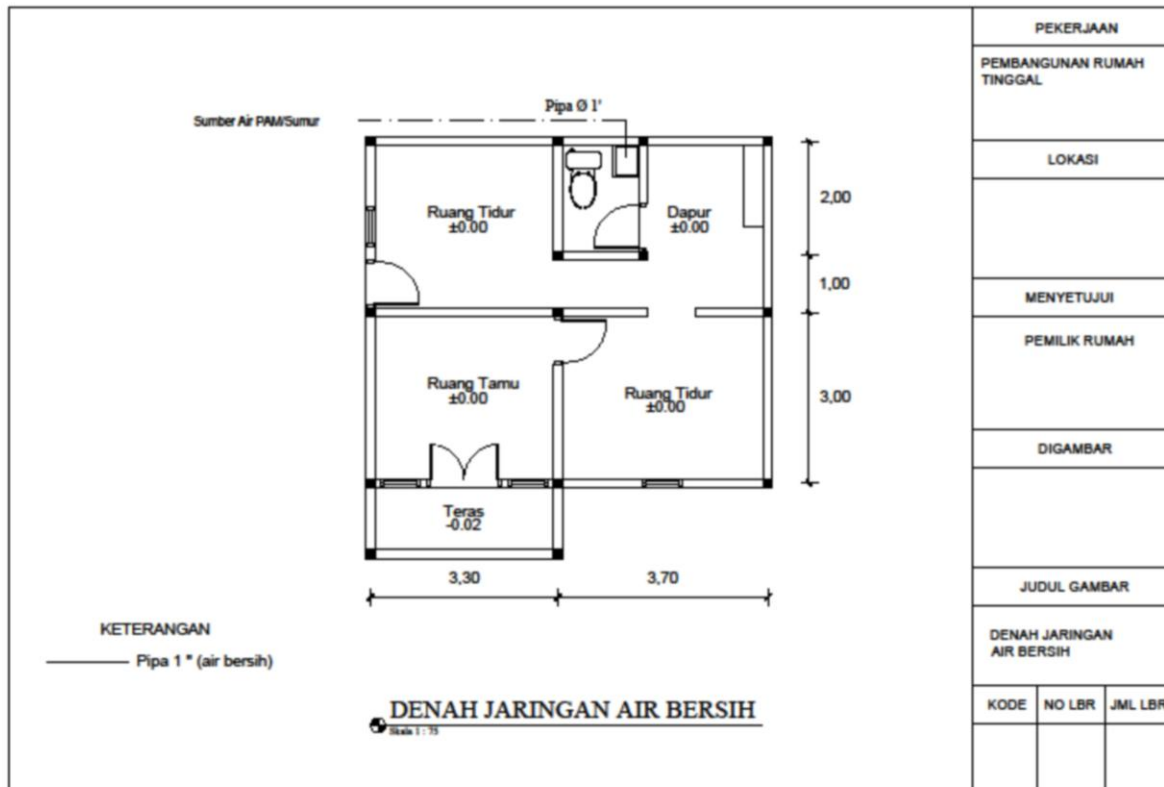 Sumber Air PAM/Sumur
Pipa Ø 1'
Ruang Tidur
±0.00
Dapur
±0.00
2,00
1,00
3,00
Ruang Tamu
±0.00
Ruang Tidur
±0.00
Teras
-0.02
3,30
3,70
KETERANGAN
Pipa 1 " (air bersih)
DENAH JARINGAN AIR BERSIH
Skala 1 : 75
PEKERJAAN
PEMBANGUNAN RUMAH
TINGGAL
LOKASI
MENYETUJUI
PEMILIK RUMAH
DIGAMBAR
JUDUL GAMBAR
DENAH JARINGAN
AIR BERSIH
KODE NO LBR JML LBR